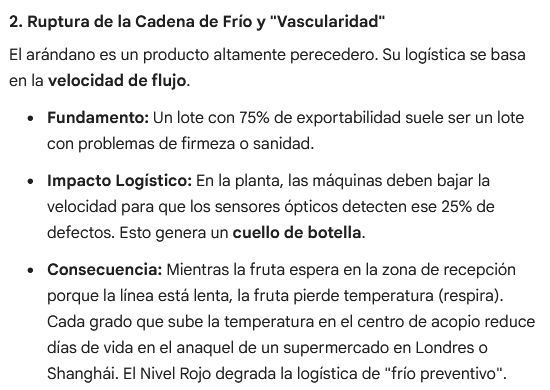 2. Ruptura de la Cadena de Frío y "Vascularidad"
El arándano es un producto altamente perecedero. Su logística se basa
en la velocidad de flujo.
• Fundamento: Un lote con 75% de exportabilidad suele ser un lote
con problemas de firmeza o sanidad.
• Impacto Logístico: En la planta, las máquinas deben bajar la
velocidad para que los sensores ópticos detecten ese 25% de
defectos. Esto genera un cuello de botella.
• Consecuencia: Mientras la fruta espera en la zona de recepción
porque la línea está lenta, la fruta pierde temperatura (respira).
Cada grado que sube la temperatura en el centro de acopio reduce
días de vida en el anaquel de un supermercado en Londres o
Shanghái. El Nivel Rojo degrada la logística de "frío preventivo".